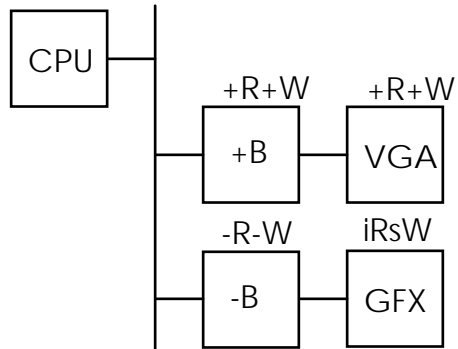 CPU
+R+W
+R+W
+B
VGA
-R-W
iRsW
-B
GFX